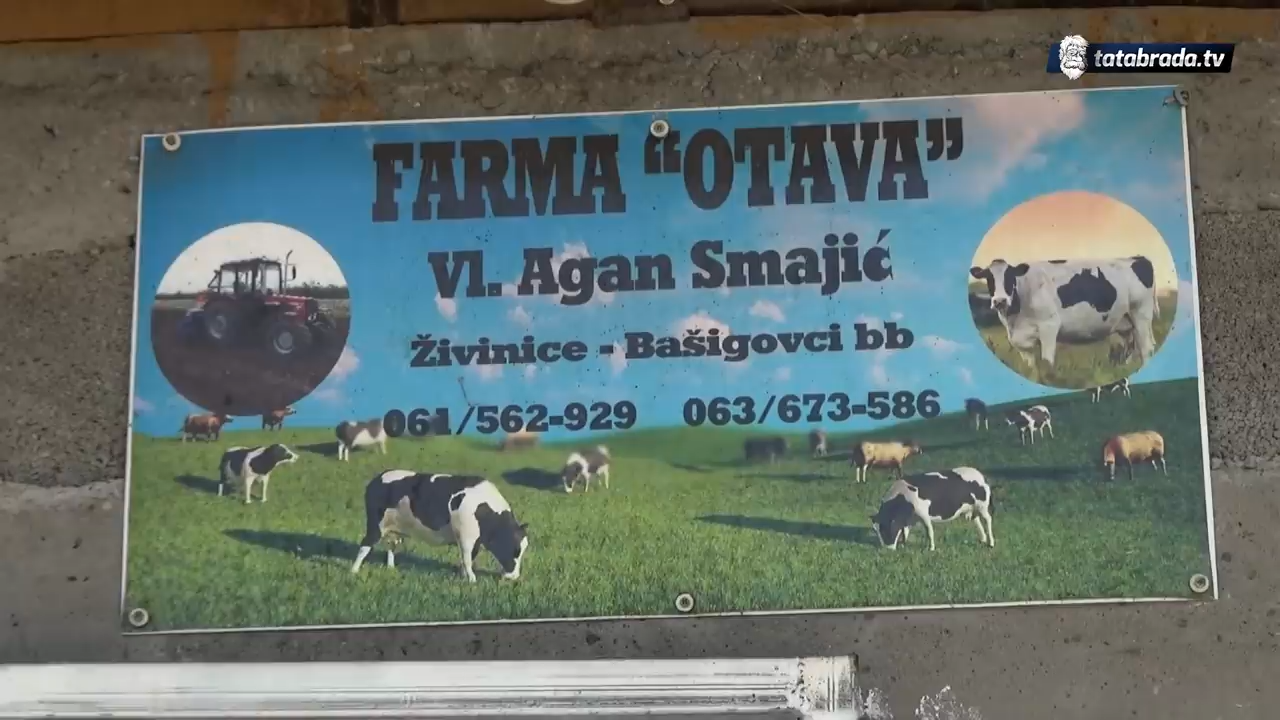 tatabrada.tv
FARMA "OTAVA"
Vl. Agan Smajić
Živinice - Bašigovci bb
061/562-929 063/673-586